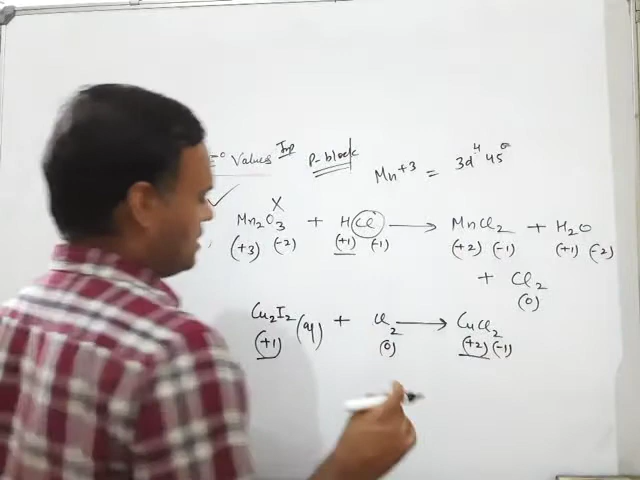 E° Values Imp P-block
Mn+3 = 3d4 4s0
Mn2O3 + HCl → MnCl2 + H2O
(+3) (-2) (+1) (-1) (+2) (-1) (+1) (-2)
+ Cl2
(0)
Cu2I2 (aq) + Cl2 → CuCl2
(+1) (0) (+2) (-1)